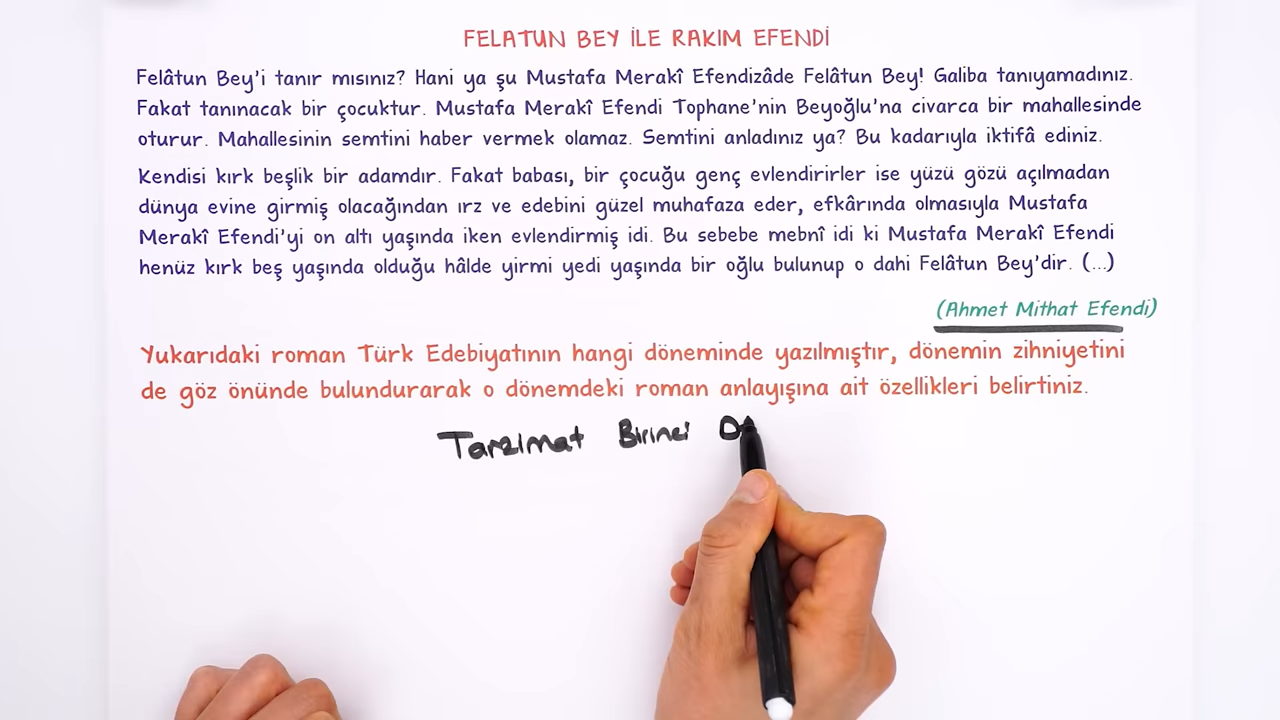 FELATUN BEY İLE RAKIM EFENDİ
Felâtun Bey'i tanır mısınız? Hani ya şu Mustafa Merakî Efendizâde Felâtun Bey! Galiba tanıyamadınız.
Fakat tanınacak bir çocuktur. Mustafa Merakî Efendi Tophane'nin Beyoğlu'na civarca bir mahallesinde
oturur. Mahallesinin semtini haber vermek olamaz. Semtini anladınız ya? Bu kadarıyla iktifâ ediniz.
Kendisi kırk beşlik bir adamdır. Fakat babası, bir çocuğu genç evlendirirler ise yüzü gözü açılmadan
dünya evine girmiş olacağından ırz ve edebini güzel muhafaza eder, efkârında olmasıyla Mustafa
Merakî Efendi'yi on altı yaşında iken evlendirmiş idi. Bu sebebe mebnî idi ki Mustafa Merakî Efendi
henüz kırk beş yaşında olduğu hâlde yirmi yedi yaşında bir oğlu bulunup o dahi Felâtun Bey'dir. (...)
(Ahmet Mithat Efendi)
Yukarıdaki roman Türk Edebiyatının hangi döneminde yazılmıştır, dönemin zihniyetini
de göz önünde bulundurarak o dönemdeki roman anlayışına ait özellikleri belirtiniz.
Tanzimat Birinci